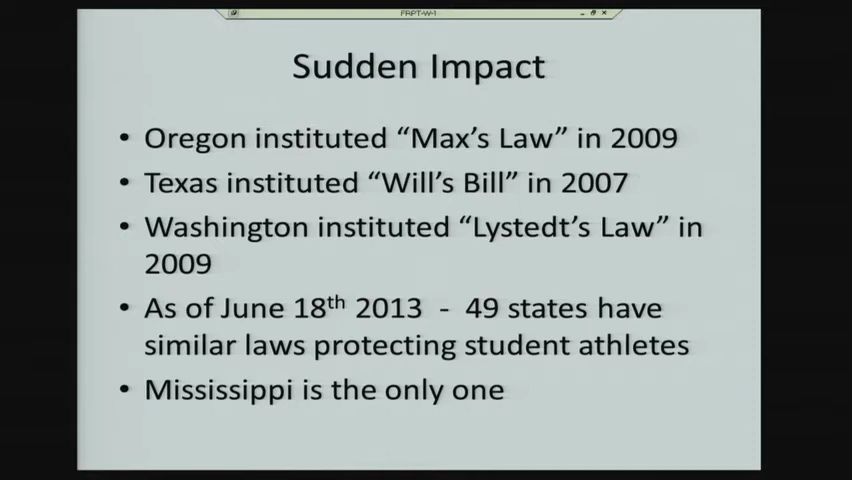 FRPT-W-1
Sudden Impact
• Oregon instituted “Max’s Law” in 2009
• Texas instituted “Will’s Bill” in 2007
• Washington instituted “Lystedt’s Law” in
2009
• As of June 18th 2013 - 49 states have
similar laws protecting student athletes
• Mississippi is the only one